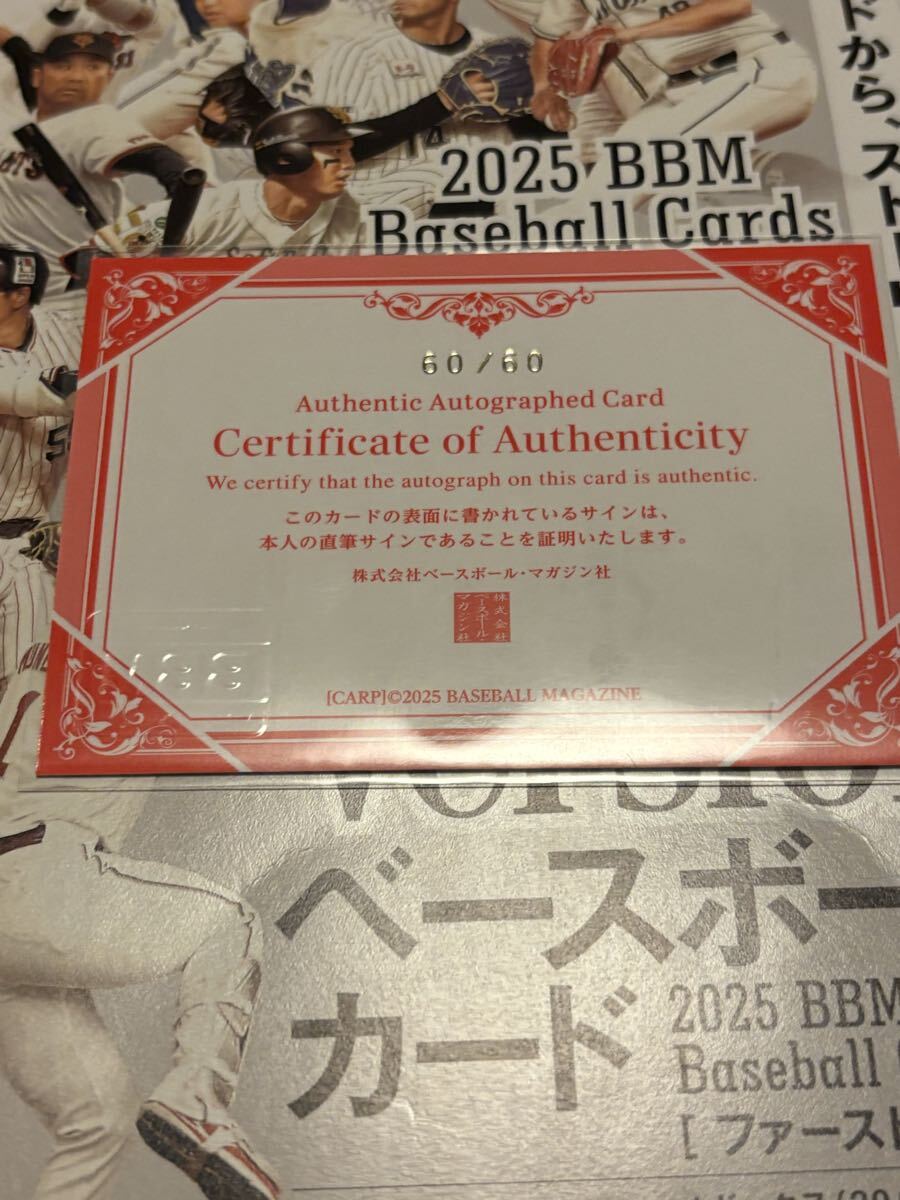 ドから、スト
2025 BBM
Baseball Cards
14
60/60
Authentic Autographed Card
Certificate of Authenticity
We certify that the autograph on this card is authentic.
このカードの表面に書かれているサインは、
本人の直筆サインであることを証明いたします。
株式会社ベースボール・マガジン社
株式会社
ベースボール・
マガジン社
[CARP]©2025 BASEBALL MAGAZINE
ベースボー
カード
2025 BBM
Baseball
[ファースト